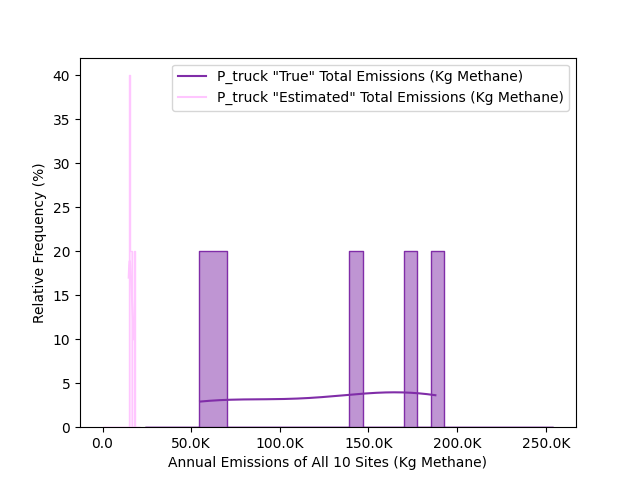 P_truck "True" Total Emissions (Kg Methane)
P_truck "Estimated" Total Emissions (Kg Methane)
40
35
30
25
20
15
10
5
0
Relative Frequency (%)
0.0 50.0K 100.0K 150.0K 200.0K 250.0K
Annual Emissions of All 10 Sites (Kg Methane)